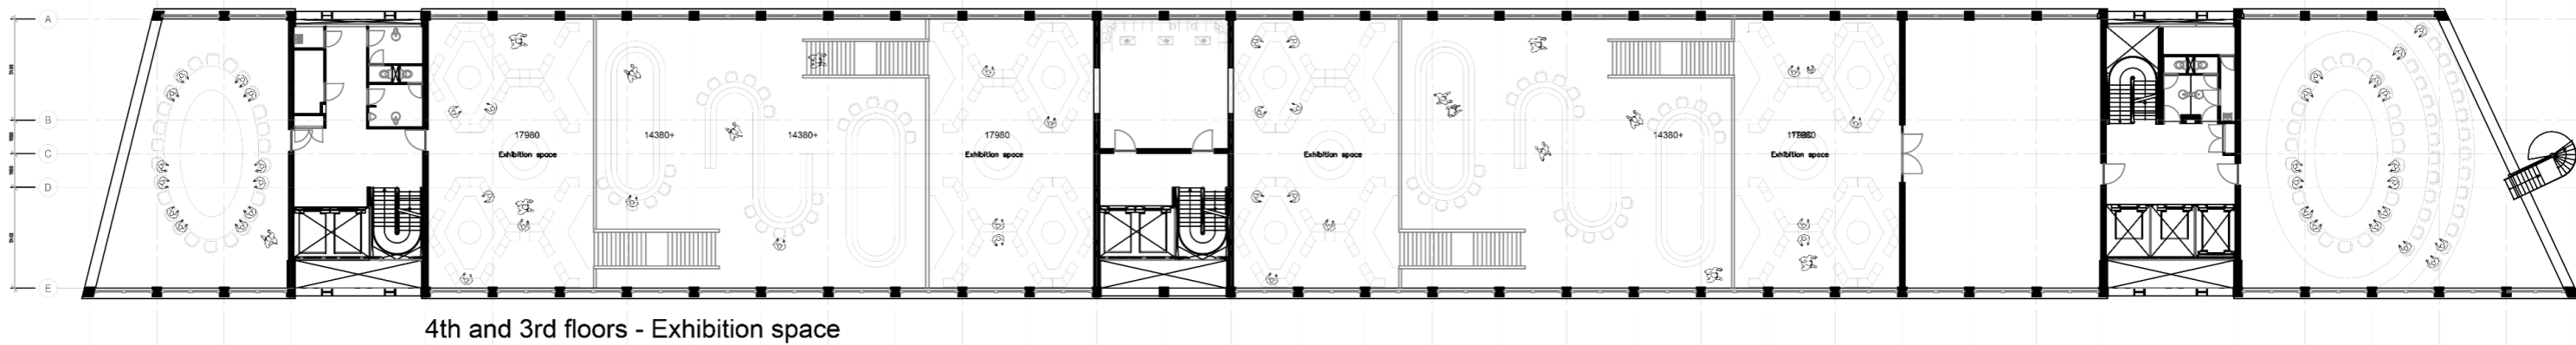 A
B
C
D
E
17980
14380+
14380+
17980
14380+
Exhibition space
Exhibition space
Exhibition space
Exhibition space
4th and 3rd floors - Exhibition space